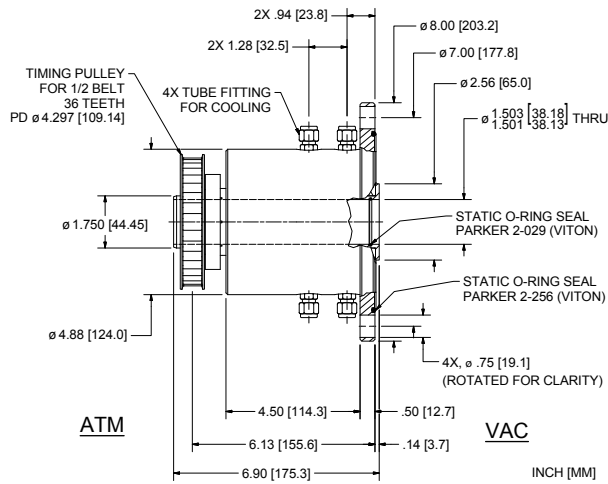 2X .94 [23.8]
ø 8.00 [203.2]
2X 1.28 [32.5]
ø 7.00 [177.8]
TIMING PULLEY
FOR 1/2 BELT
36 TEETH
PD ø 4.297 [109.14]
4X TUBE FITTING
FOR COOLING
ø 2.56 [65.0]
ø 1.503 [38.18] THRU
1.501 38.13
ø 1.750 [44.45]
STATIC O-RING SEAL
PARKER 2-029 (VITON)
STATIC O-RING SEAL
PARKER 2-256 (VITON)
ø 4.88 [124.0]
4X, ø .75 [19.1]
(ROTATED FOR CLARITY)
4.50 [114.3]
.50 [12.7]
ATM
VAC
6.13 [155.6]
.14 [3.7]
6.90 [175.3]
INCH [MM]